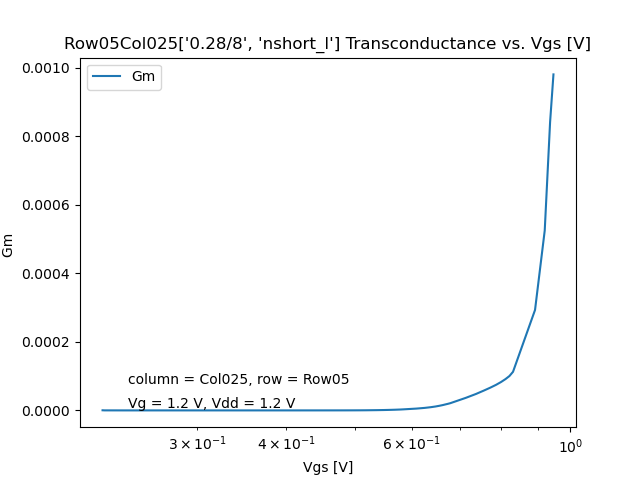 Row05Col025['0.28/8', 'nshort_l'] Transconductance vs. Vgs [V]
Gm
0.0010
0.0008
0.0006
0.0004
0.0002
0.0000
Gm
column = Col025, row = Row05
Vg = 1.2 V, Vdd = 1.2 V
3 × 10⁻¹
4 × 10⁻¹
6 × 10⁻¹
10⁰
Vgs [V]